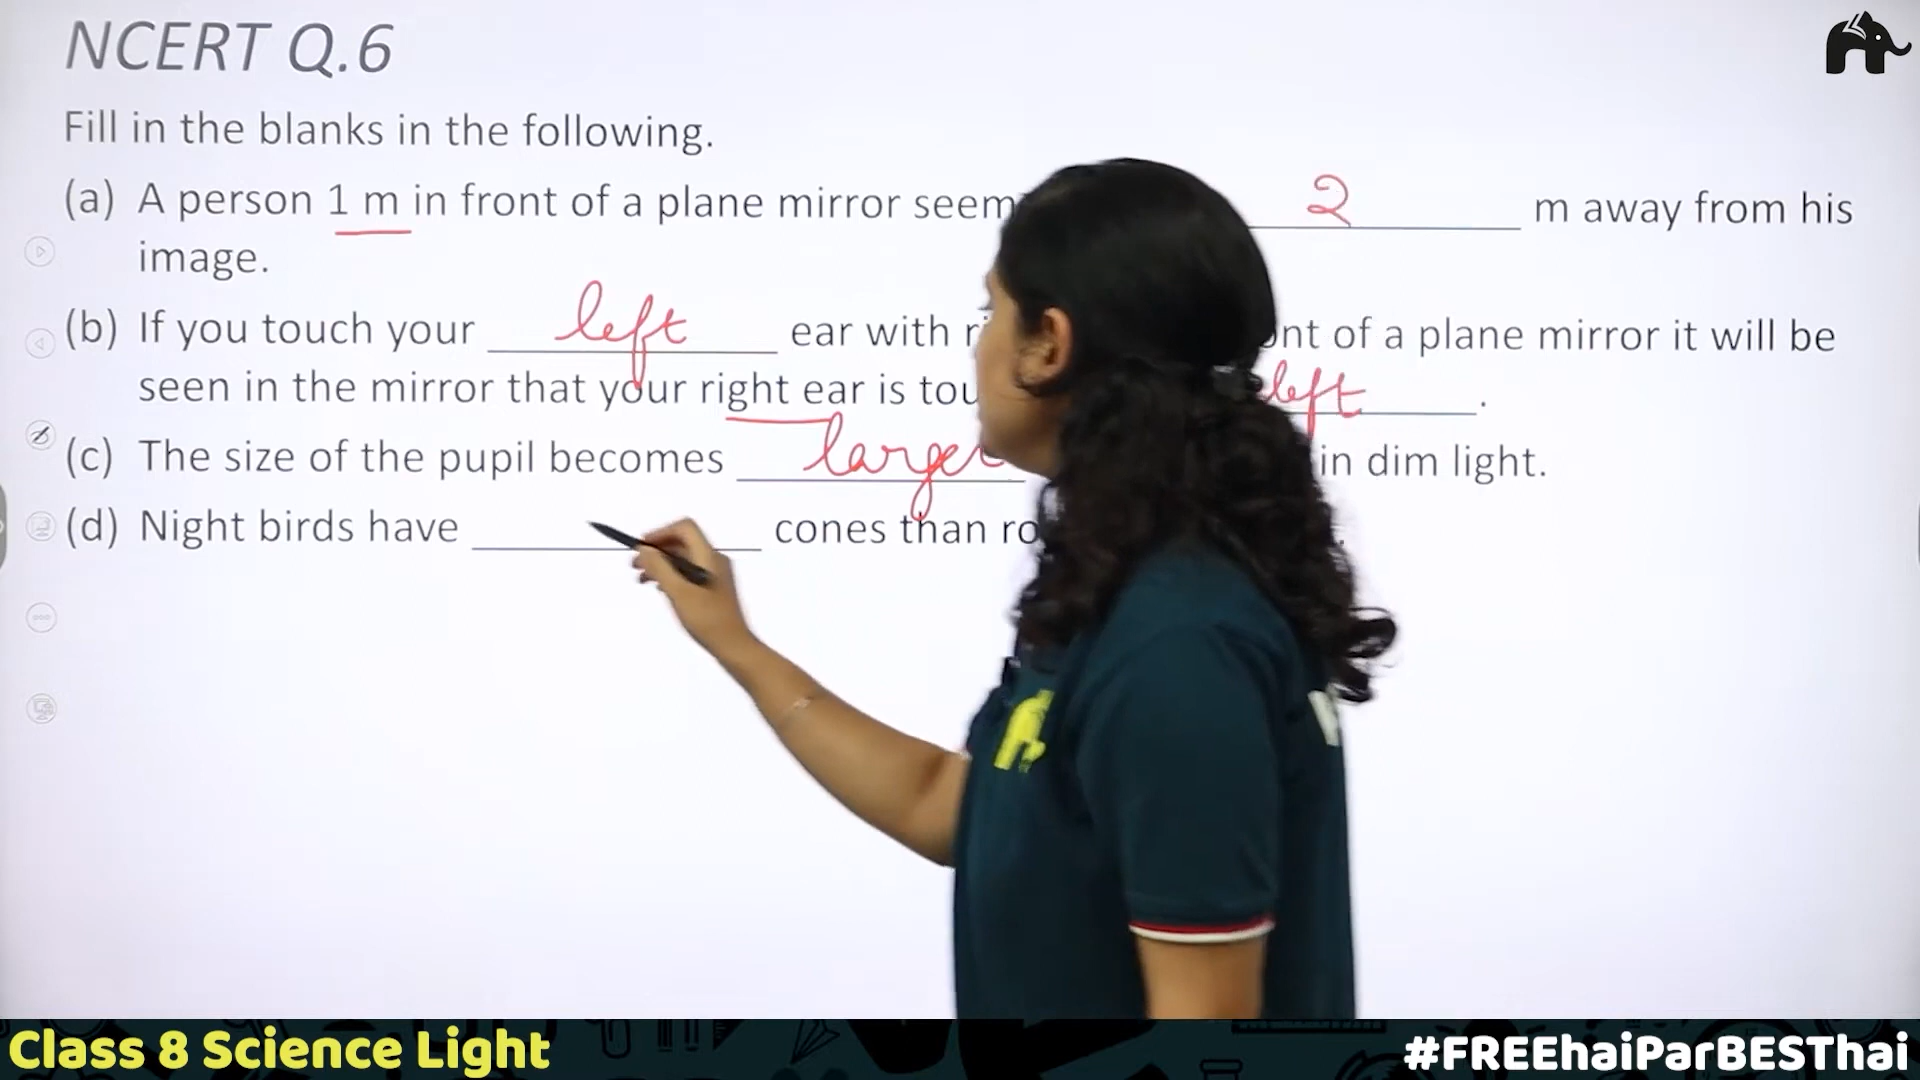 NCERT Q.6
Fill in the blanks in the following.
(a) A person 1 m in front of a plane mirror seem 2 m away from his
image.
(b) If you touch your left ear with r nt of a plane mirror it will be
seen in the mirror that your right ear is tou left .
(c) The size of the pupil becomes larger in dim light.
(d) Night birds have ______ cones than ro .
Class 8 Science Light
#FREEhaiParBESThai